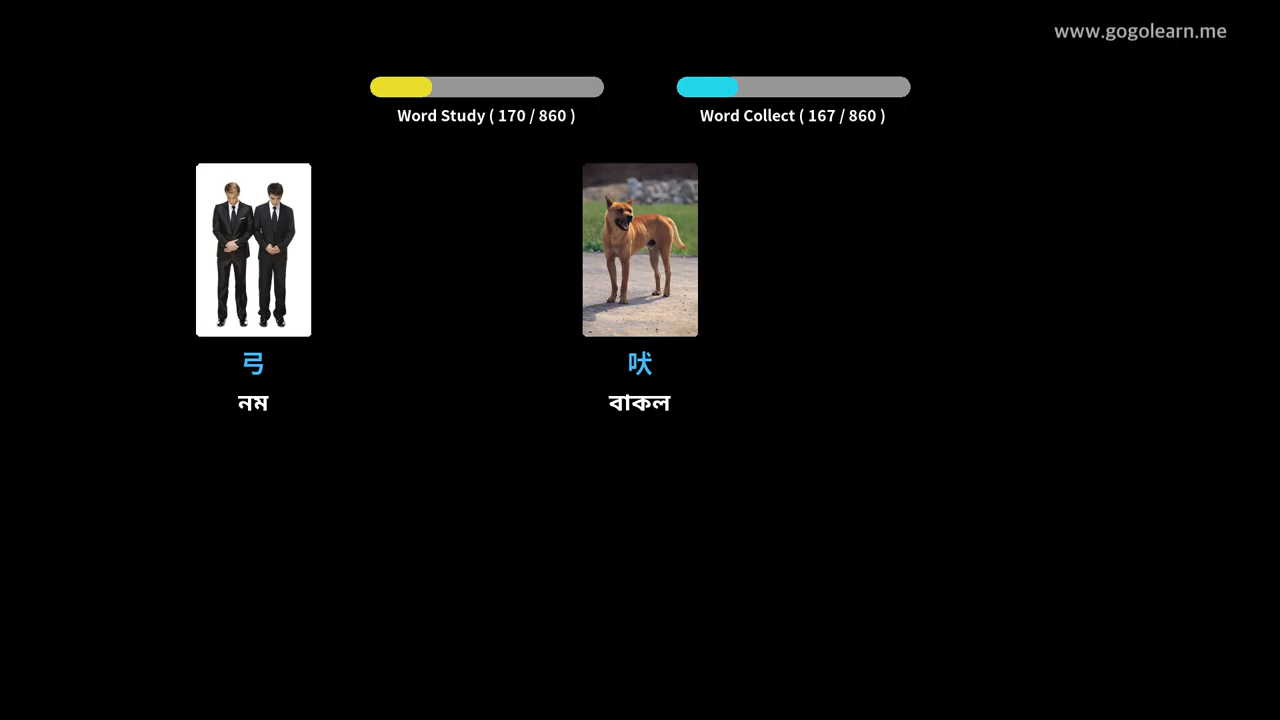 www.gogolearn.me
Word Study ( 170 / 860 )
Word Collect ( 167 / 860 )
弓
吠
নম
বাকল